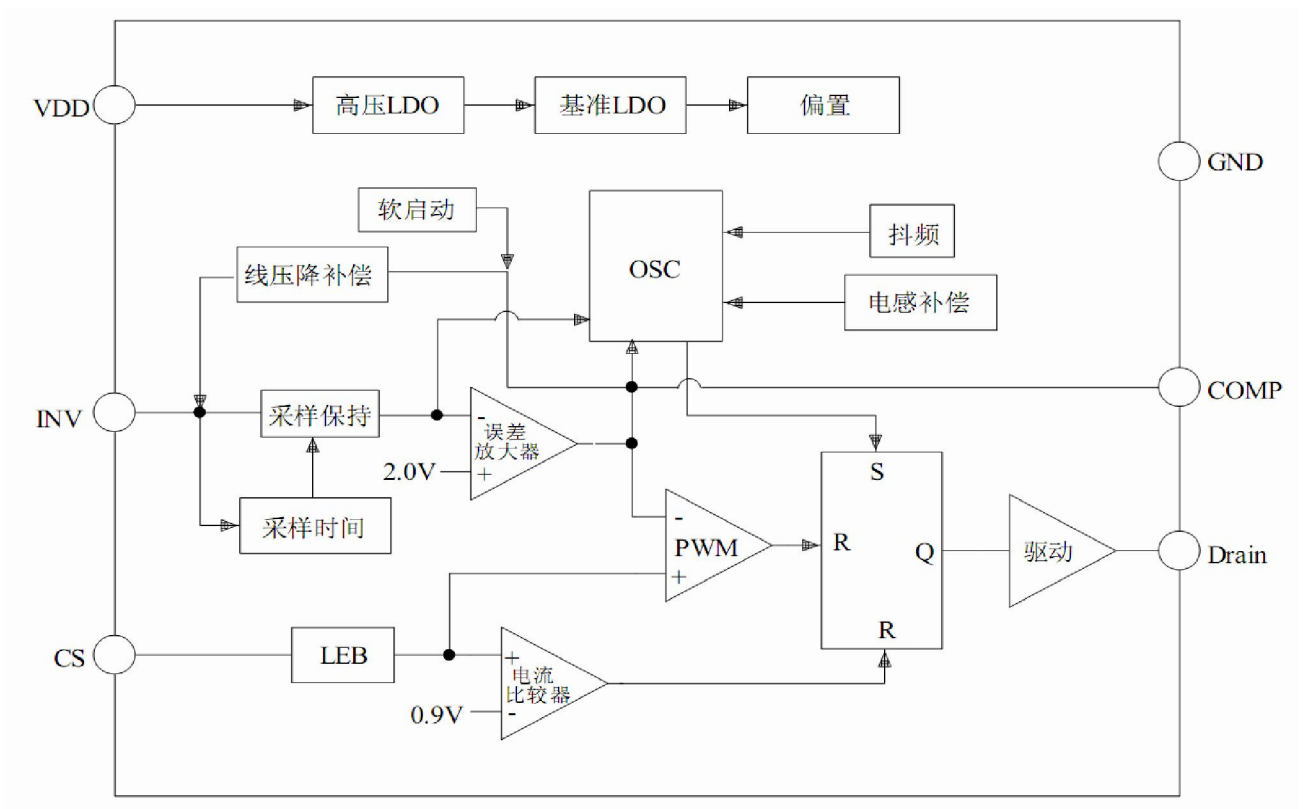 VDD
高压LDO
基准LDO
偏置
GND
软启动
OSC
抖频
线压降补偿
电感补偿
INV
采样保持
-
误差
放大器
COMP
2.0V
+
采样时间
S
-
PWM
R
Q
驱动
Drain
+
R
CS
LEB
+
电流
比较器
0.9V
-